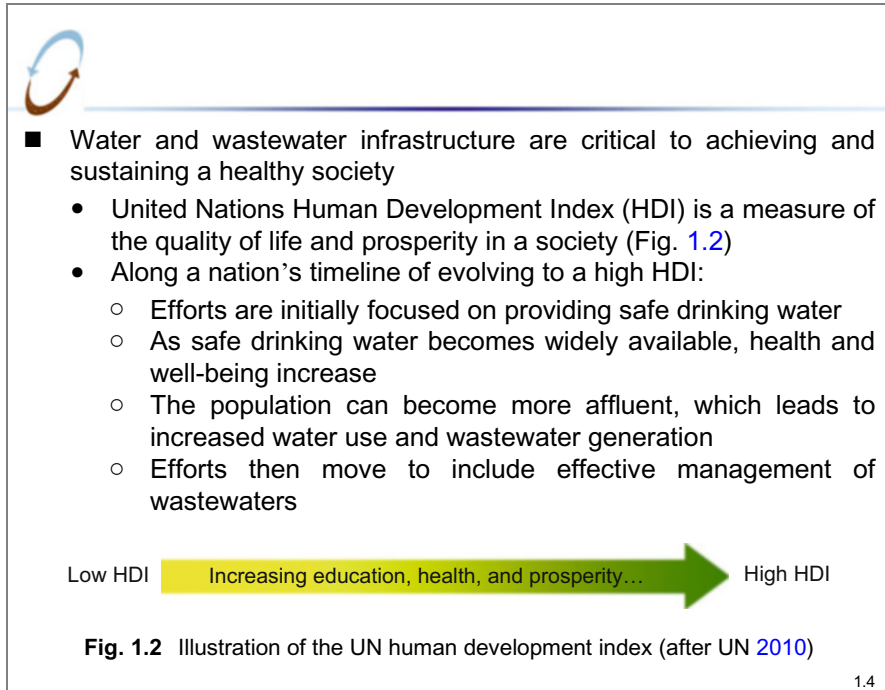 ■ Water and wastewater infrastructure are critical to achieving and
sustaining a healthy society
• United Nations Human Development Index (HDI) is a measure of
the quality of life and prosperity in a society (Fig. 1.2)
• Along a nation's timeline of evolving to a high HDI:
○ Efforts are initially focused on providing safe drinking water
○ As safe drinking water becomes widely available, health and
well-being increase
○ The population can become more affluent, which leads to
increased water use and wastewater generation
○ Efforts then move to include effective management of
wastewaters
Low HDI Increasing education, health, and prosperity… High HDI
Fig. 1.2 Illustration of the UN human development index (after UN 2010)
1.4